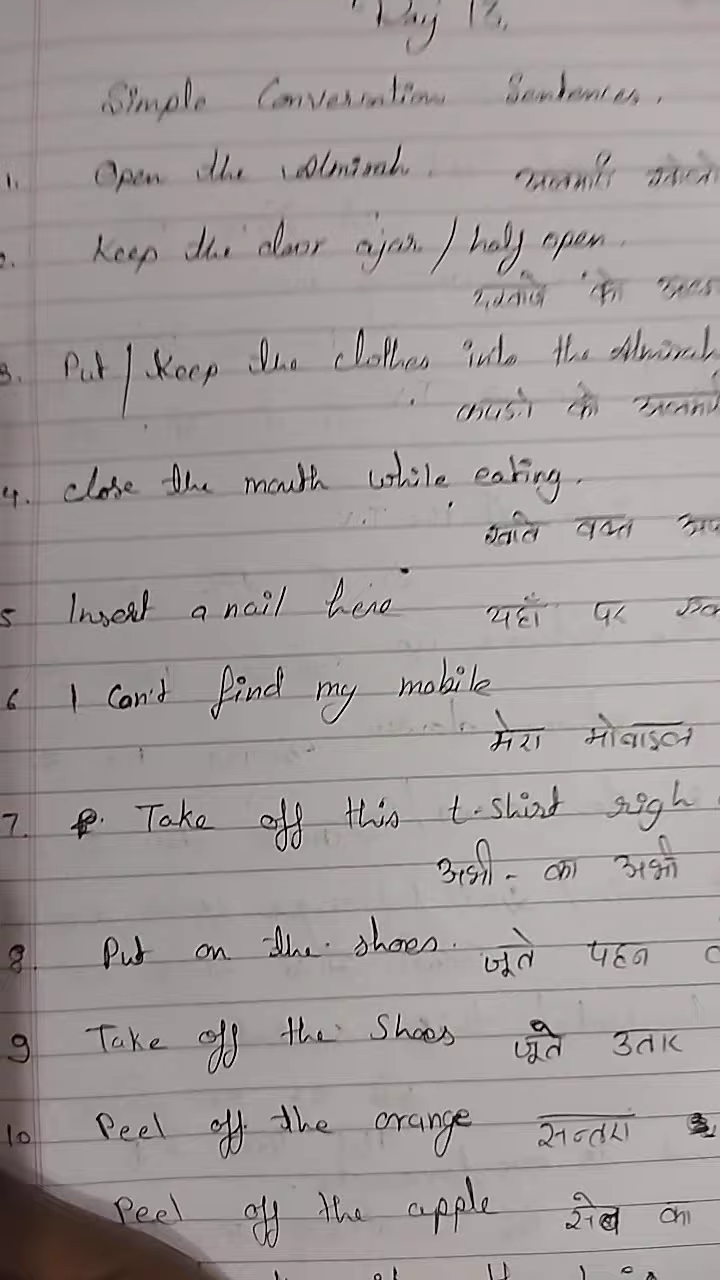 Day 13.
Simple Conversation Sentences.
1. Open the Almirah. अलमारी खोलो
2. Keep the door ajar / half open.
दरवाजे को
3. Put / Keep the clothes into the Almirah
कपड़ो को
4. close the mouth while eating.
खाते वक्त
5 Insert a nail here यहाँ पर
6 I can't find my mobile
मेरा मोबाइल
7. Take off this t-shirt righ
अभी - का अभी
8. Put on the shoes. जूते पहन
9 Take off the Shoes जूते उतार
10 Peel off the orange सन्तरा
Peel off the apple सेब का